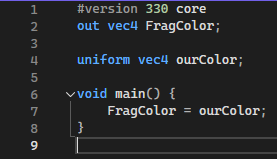 1 #version 330 core
2 out vec4 FragColor;
3
4 uniform vec4 ourColor;
5
6 void main() {
7     FragColor = ourColor;
8 }
9